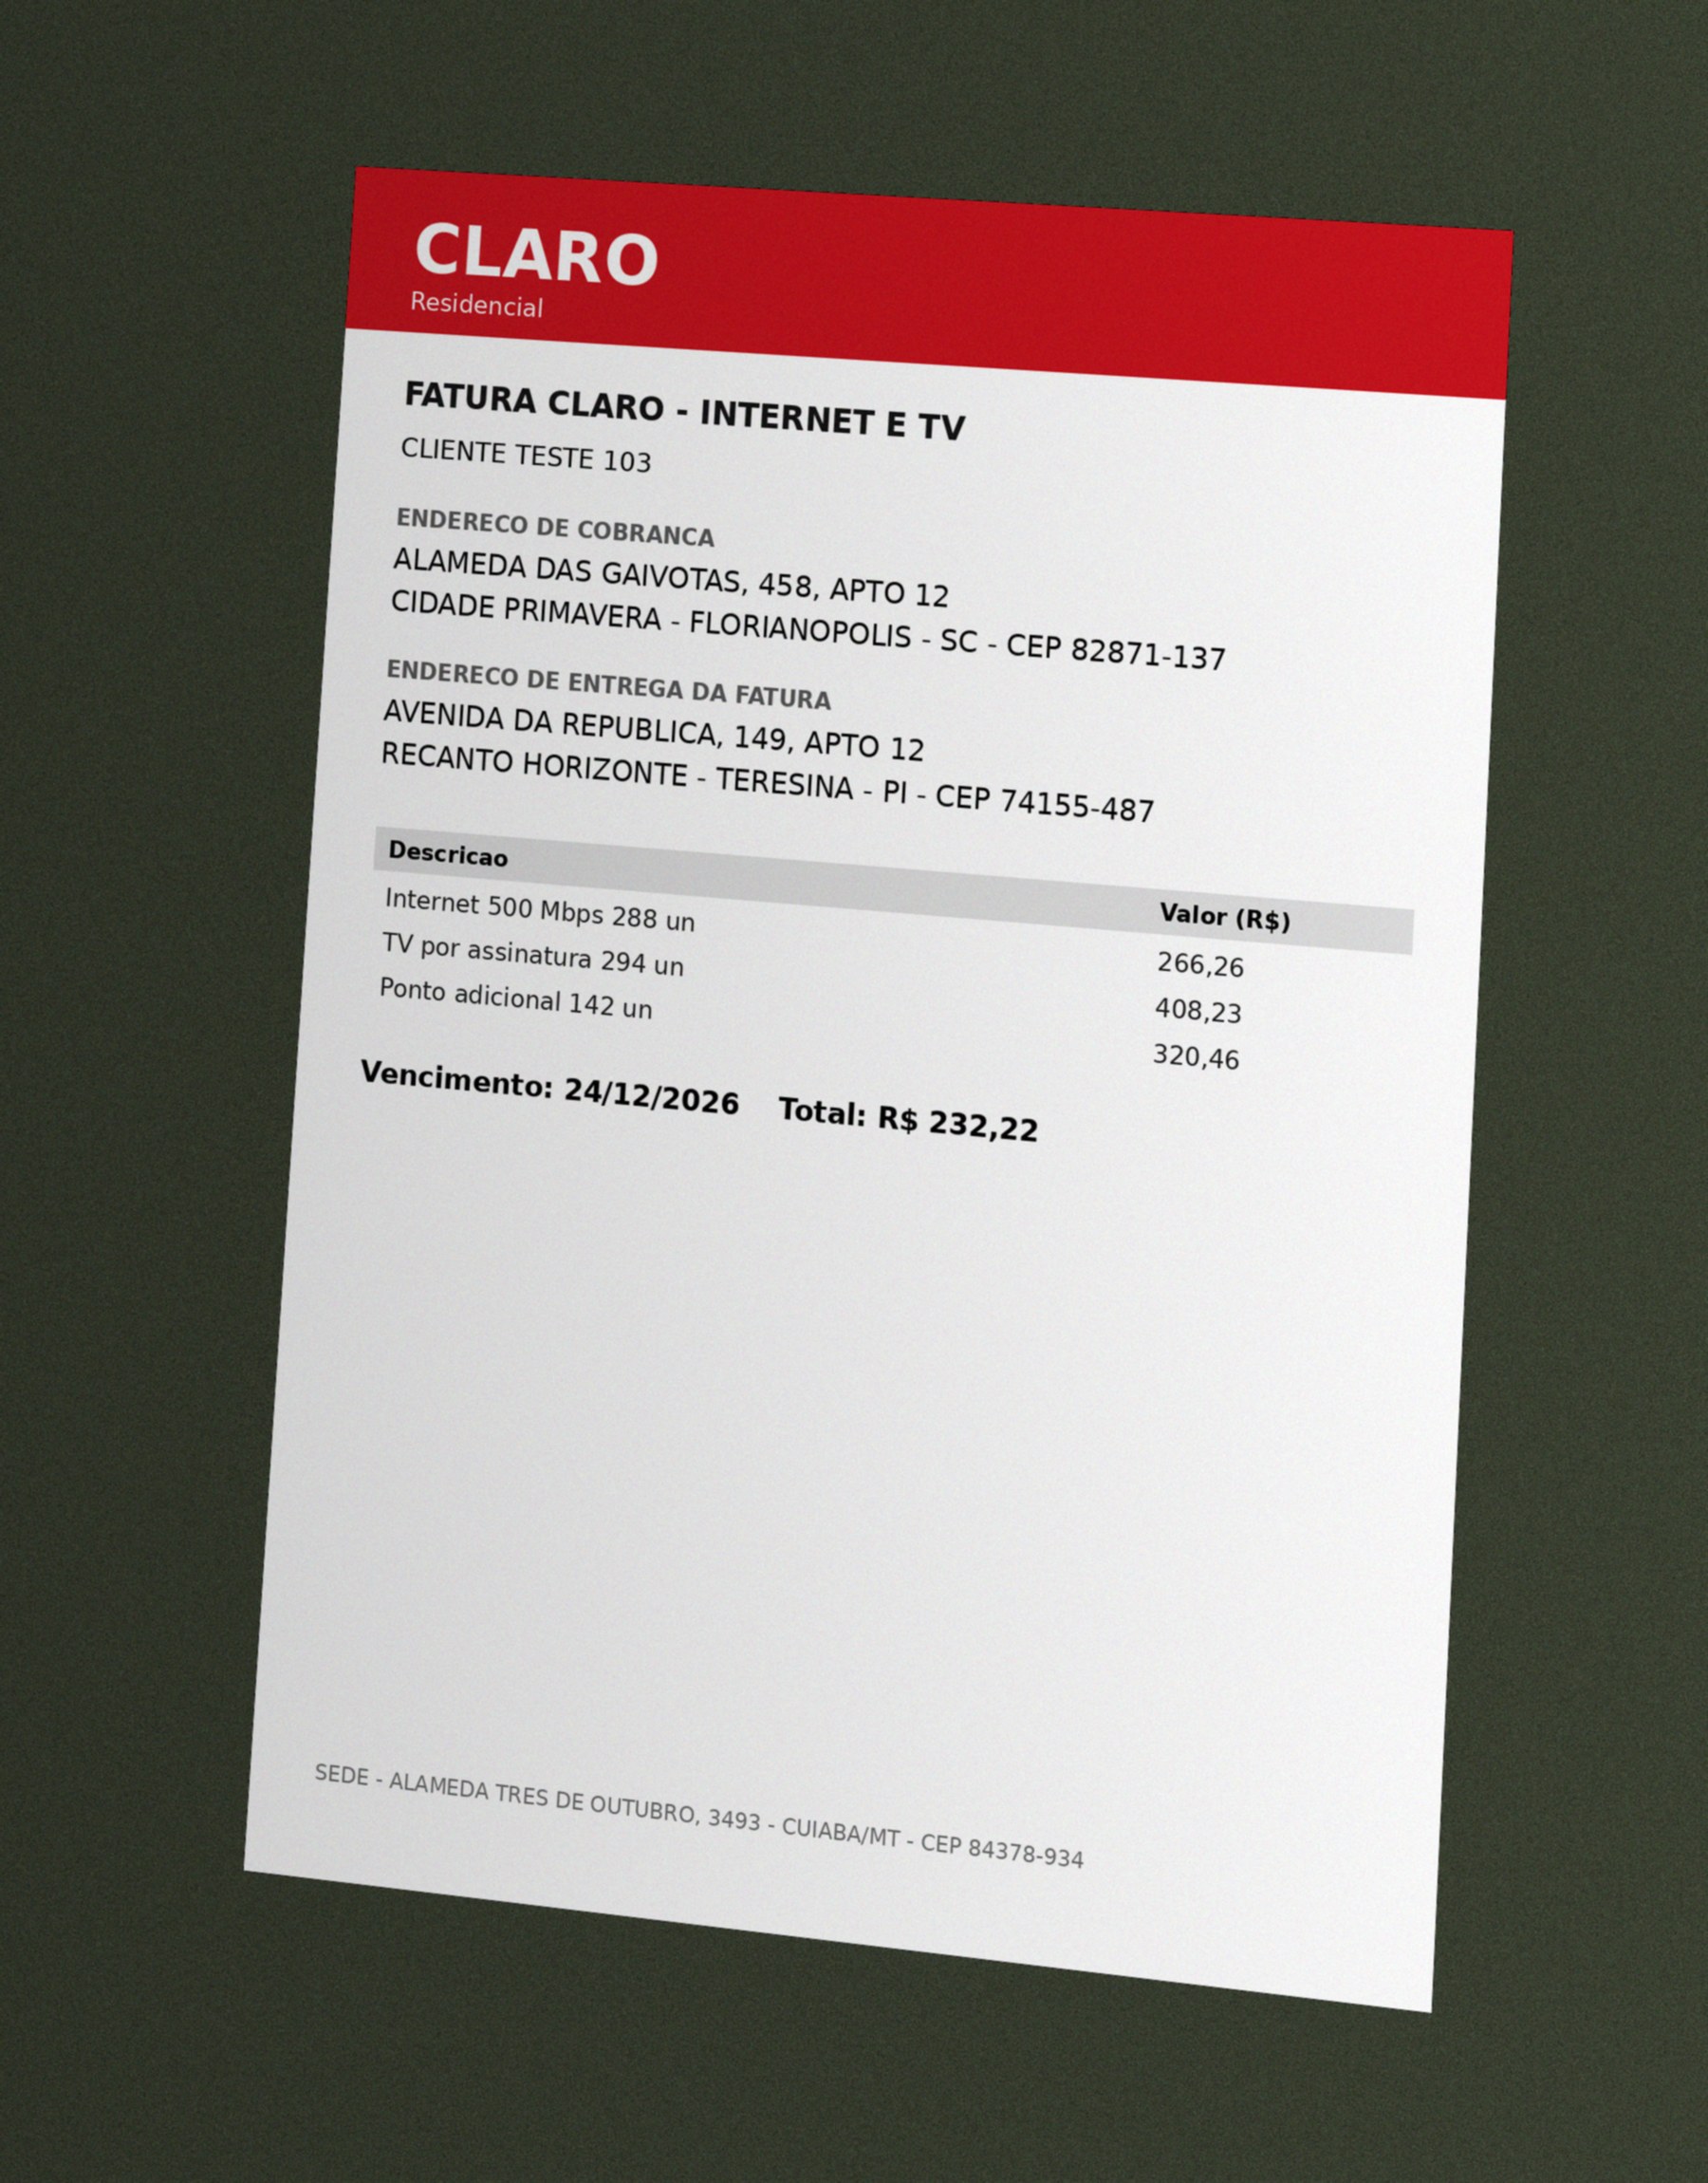 CLARO
Residencial
FATURA CLARO - INTERNET E TV
CLIENTE TESTE 103
ENDERECO DE COBRANCA
ALAMEDA DAS GAIVOTAS, 458, APTO 12
CIDADE PRIMAVERA - FLORIANOPOLIS - SC - CEP 82871-137
ENDERECO DE ENTREGA DA FATURA
AVENIDA DA REPUBLICA, 149, APTO 12
RECANTO HORIZONTE - TERESINA - PI - CEP 74155-487
Descricao Valor (R$)
Internet 500 Mbps 288 un 266,26
TV por assinatura 294 un 408,23
Ponto adicional 142 un 320,46
Vencimento: 24/12/2026 Total: R$ 232,22
SEDE - ALAMEDA TRES DE OUTUBRO, 3493 - CUIABA/MT - CEP 84378-934